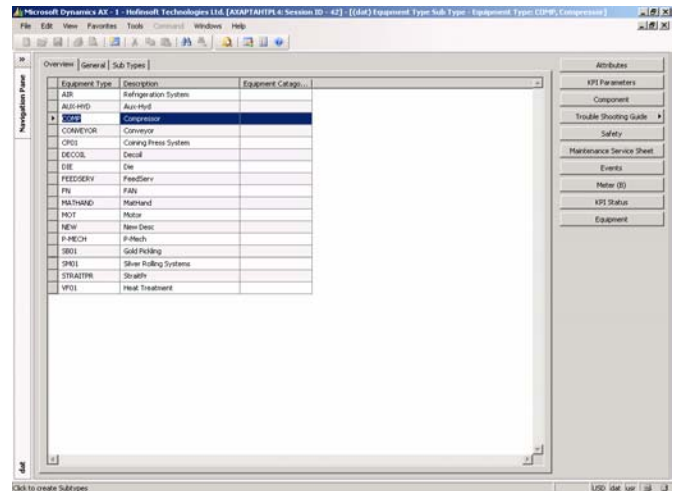 Microsoft Dynamics AX - 1 - Hofinsoft Technologies Ltd. [AXAPTAHTPL4: Session ID - 42] - [(dat) Equipment Type Sub Type - Equipment Type: COMP, Compressor]
File Edit View Favorites Tools Command Windows Help
Navigation Pane
Overview General Sub Types
Equipment Type Description Equipment Catago...
AIR Refrigeration System
AUX-HYD Aux-Hyd
COMP Compressor
CONVEYOR Conveyor
CP01 Coining Press System
DECOIL Decoil
DIE Die
FEEDSERV FeedServ
FN FAN
MATHAND MatHand
MOT Motor
NEW New Desc
P-MECH P-Mech
SB01 Gold Pickling
SM01 Silver Rolling Systems
STRAITPR StraitPr
VF01 Heat Treatment
Attributes
KPI Parameters
Component
Trouble Shooting Guide
Safety
Maintenance Service Sheet
Events
Meter (B)
KPI Status
Equipment
dat
Click to create Subtypes
USD dat usr